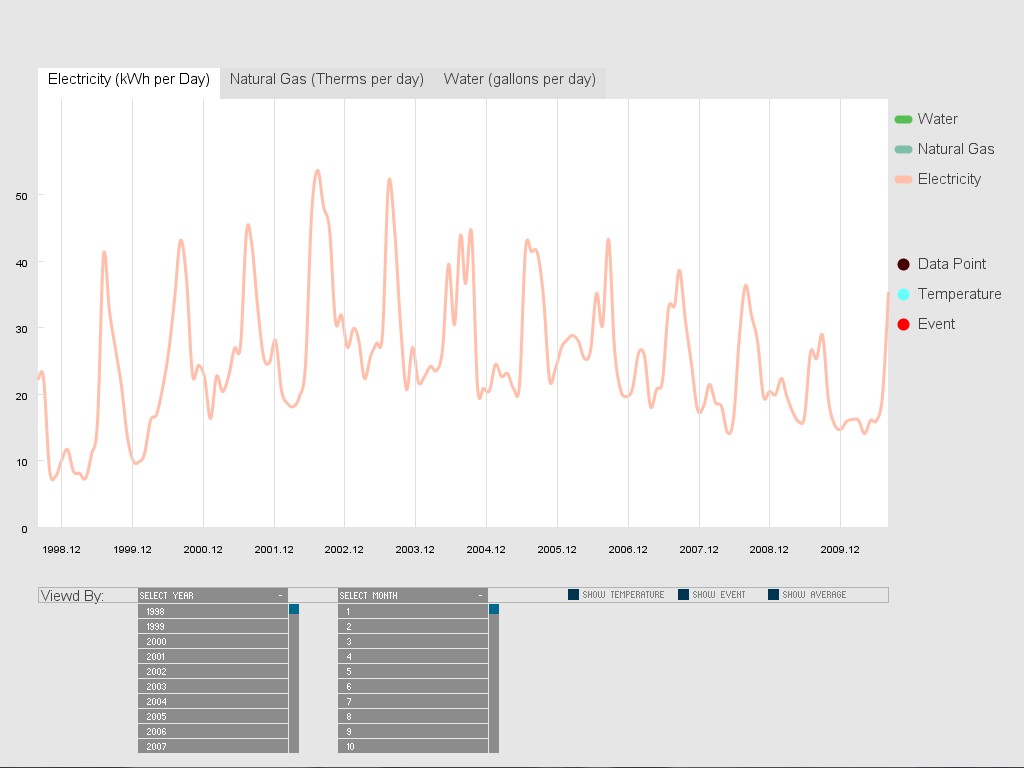 Electricity (kWh per Day) Natural Gas (Therms per day) Water (gallons per day)
Water
Natural Gas
Electricity
Data Point
Temperature
Event
50
40
30
20
10
0
1998.12 1999.12 2000.12 2001.12 2002.12 2003.12 2004.12 2005.12 2006.12 2007.12 2008.12 2009.12
Viewd By: SELECT YEAR - SELECT MONTH - SHOW TEMPERATURE SHOW EVENT SHOW AVERAGE
1998 1
1999 2
2000 3
2001 4
2002 5
2003 6
2004 7
2005 8
2006 9
2007 10